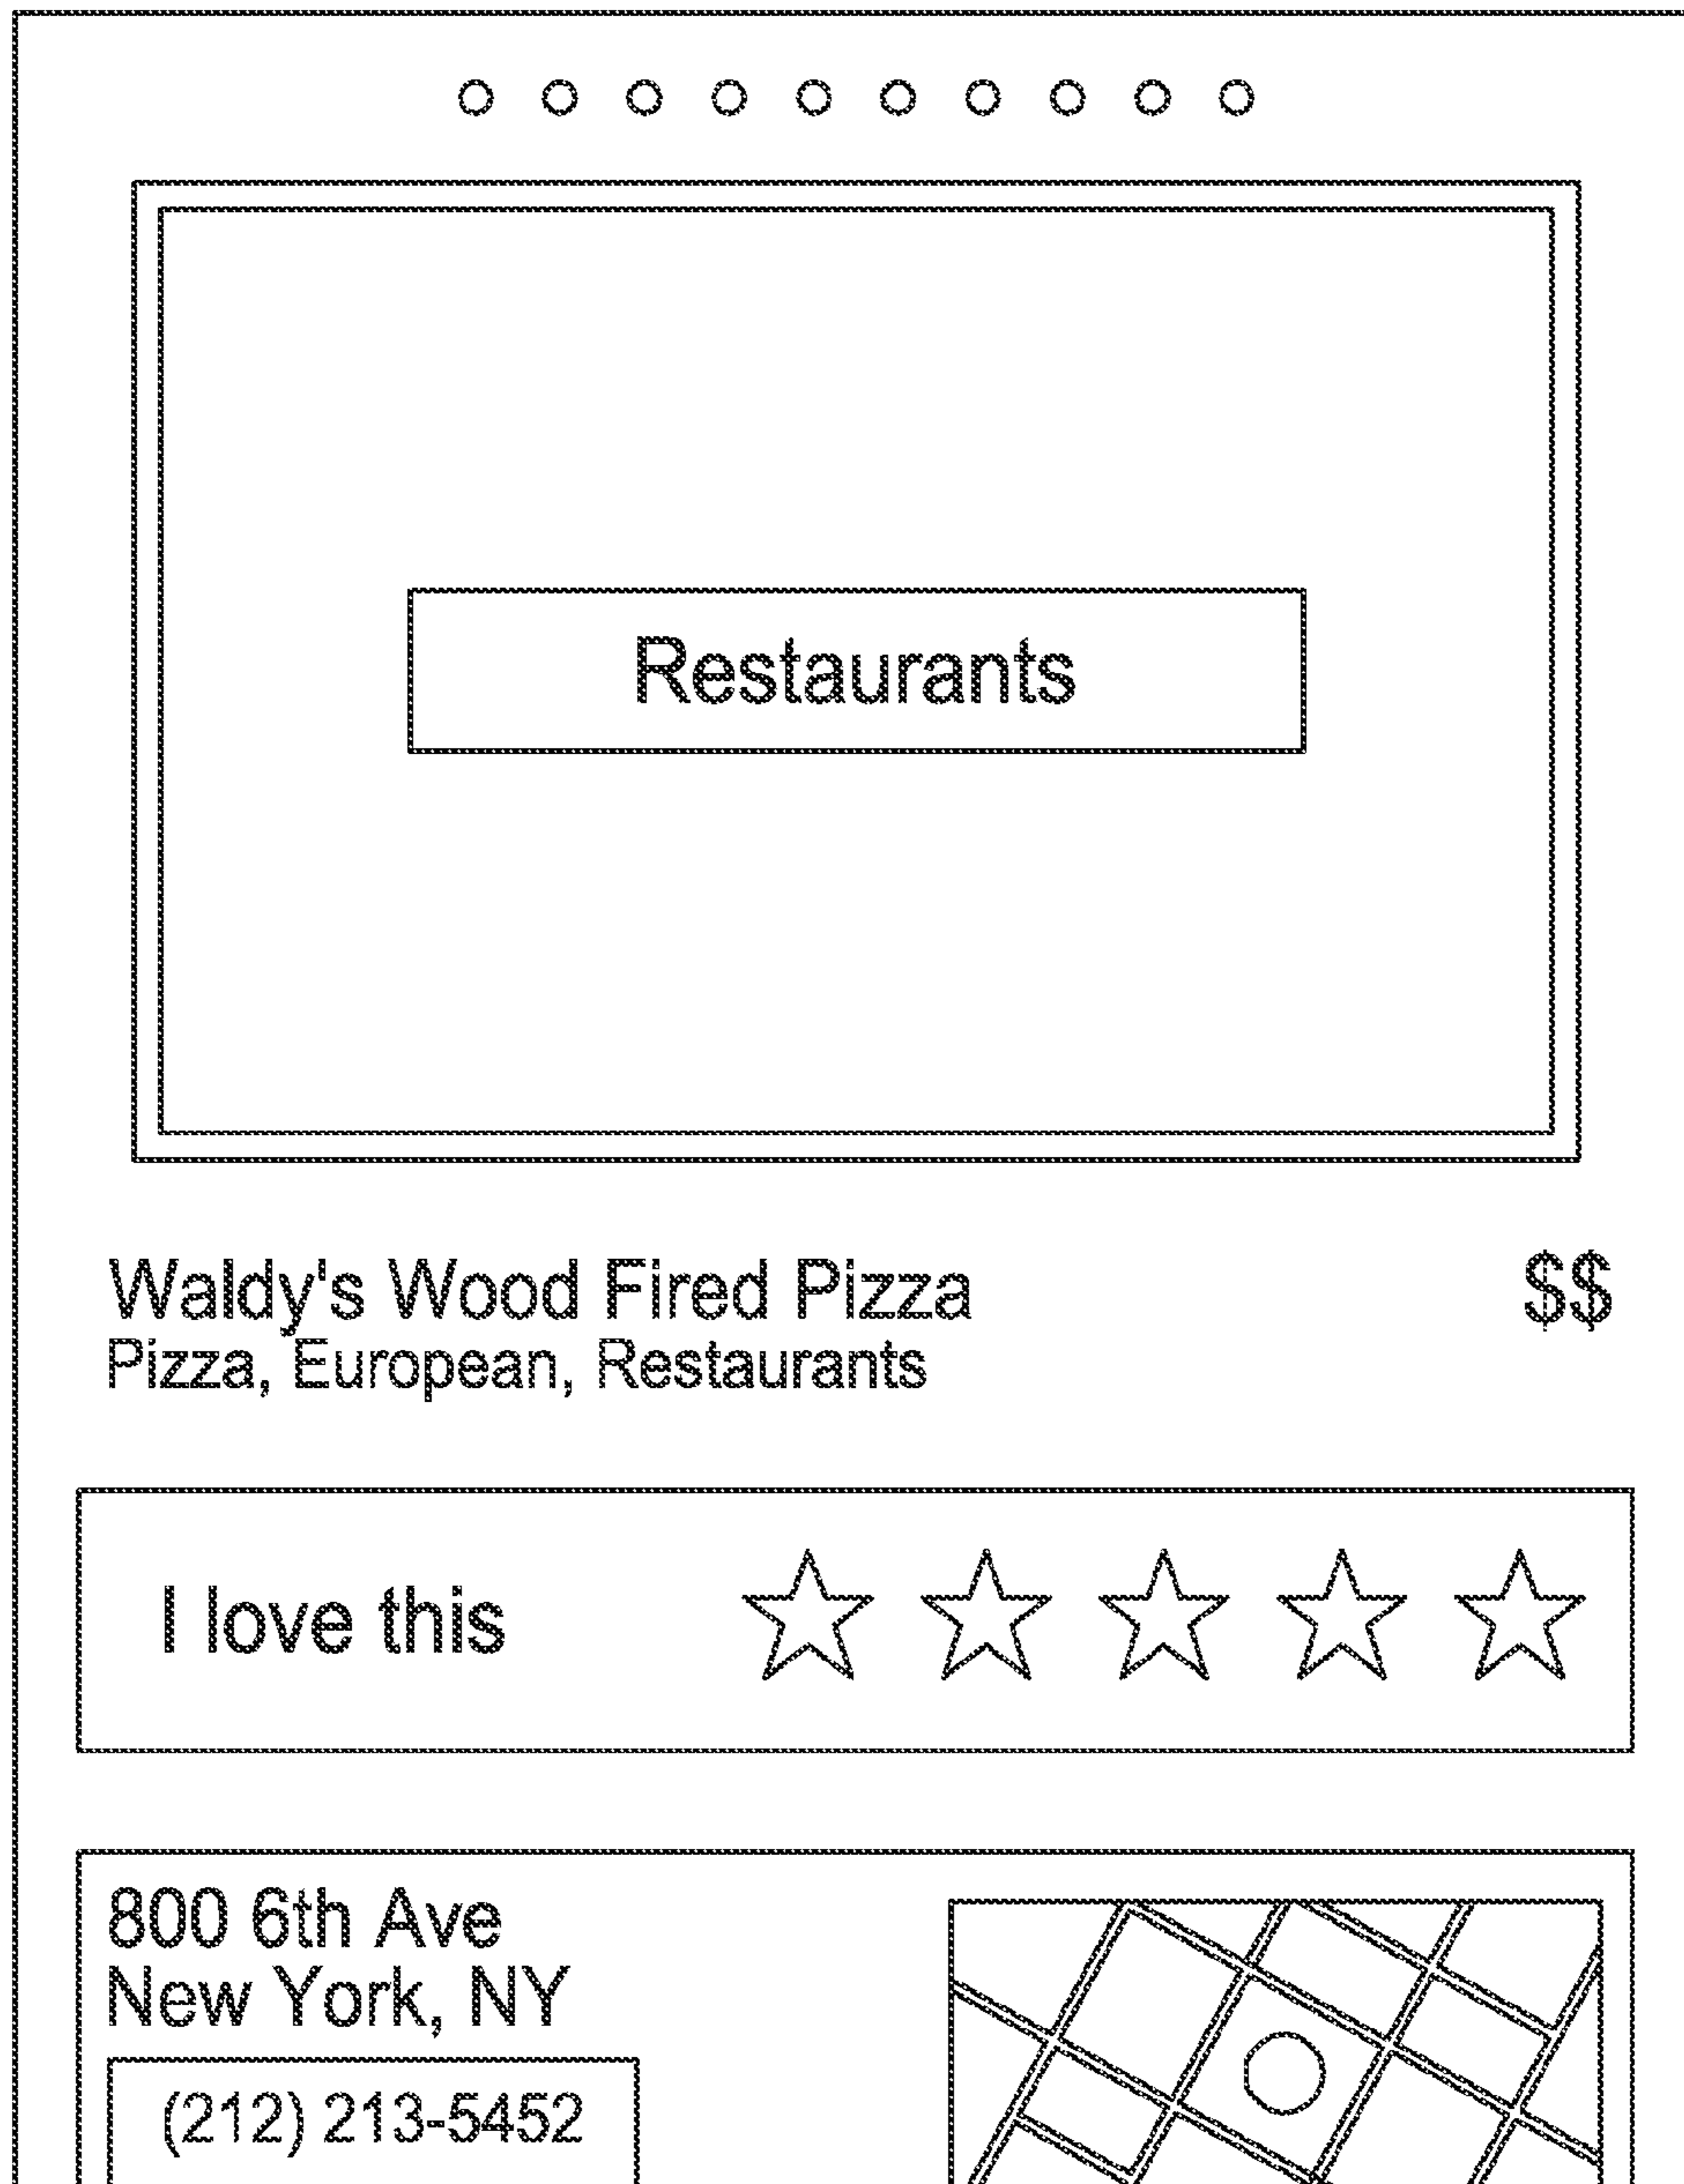 Restaurants
Waldy's Wood Fired Pizza
$$
Pizza, European, Restaurants
I love this
800 6th Ave
New York, NY
(212) 213-5452